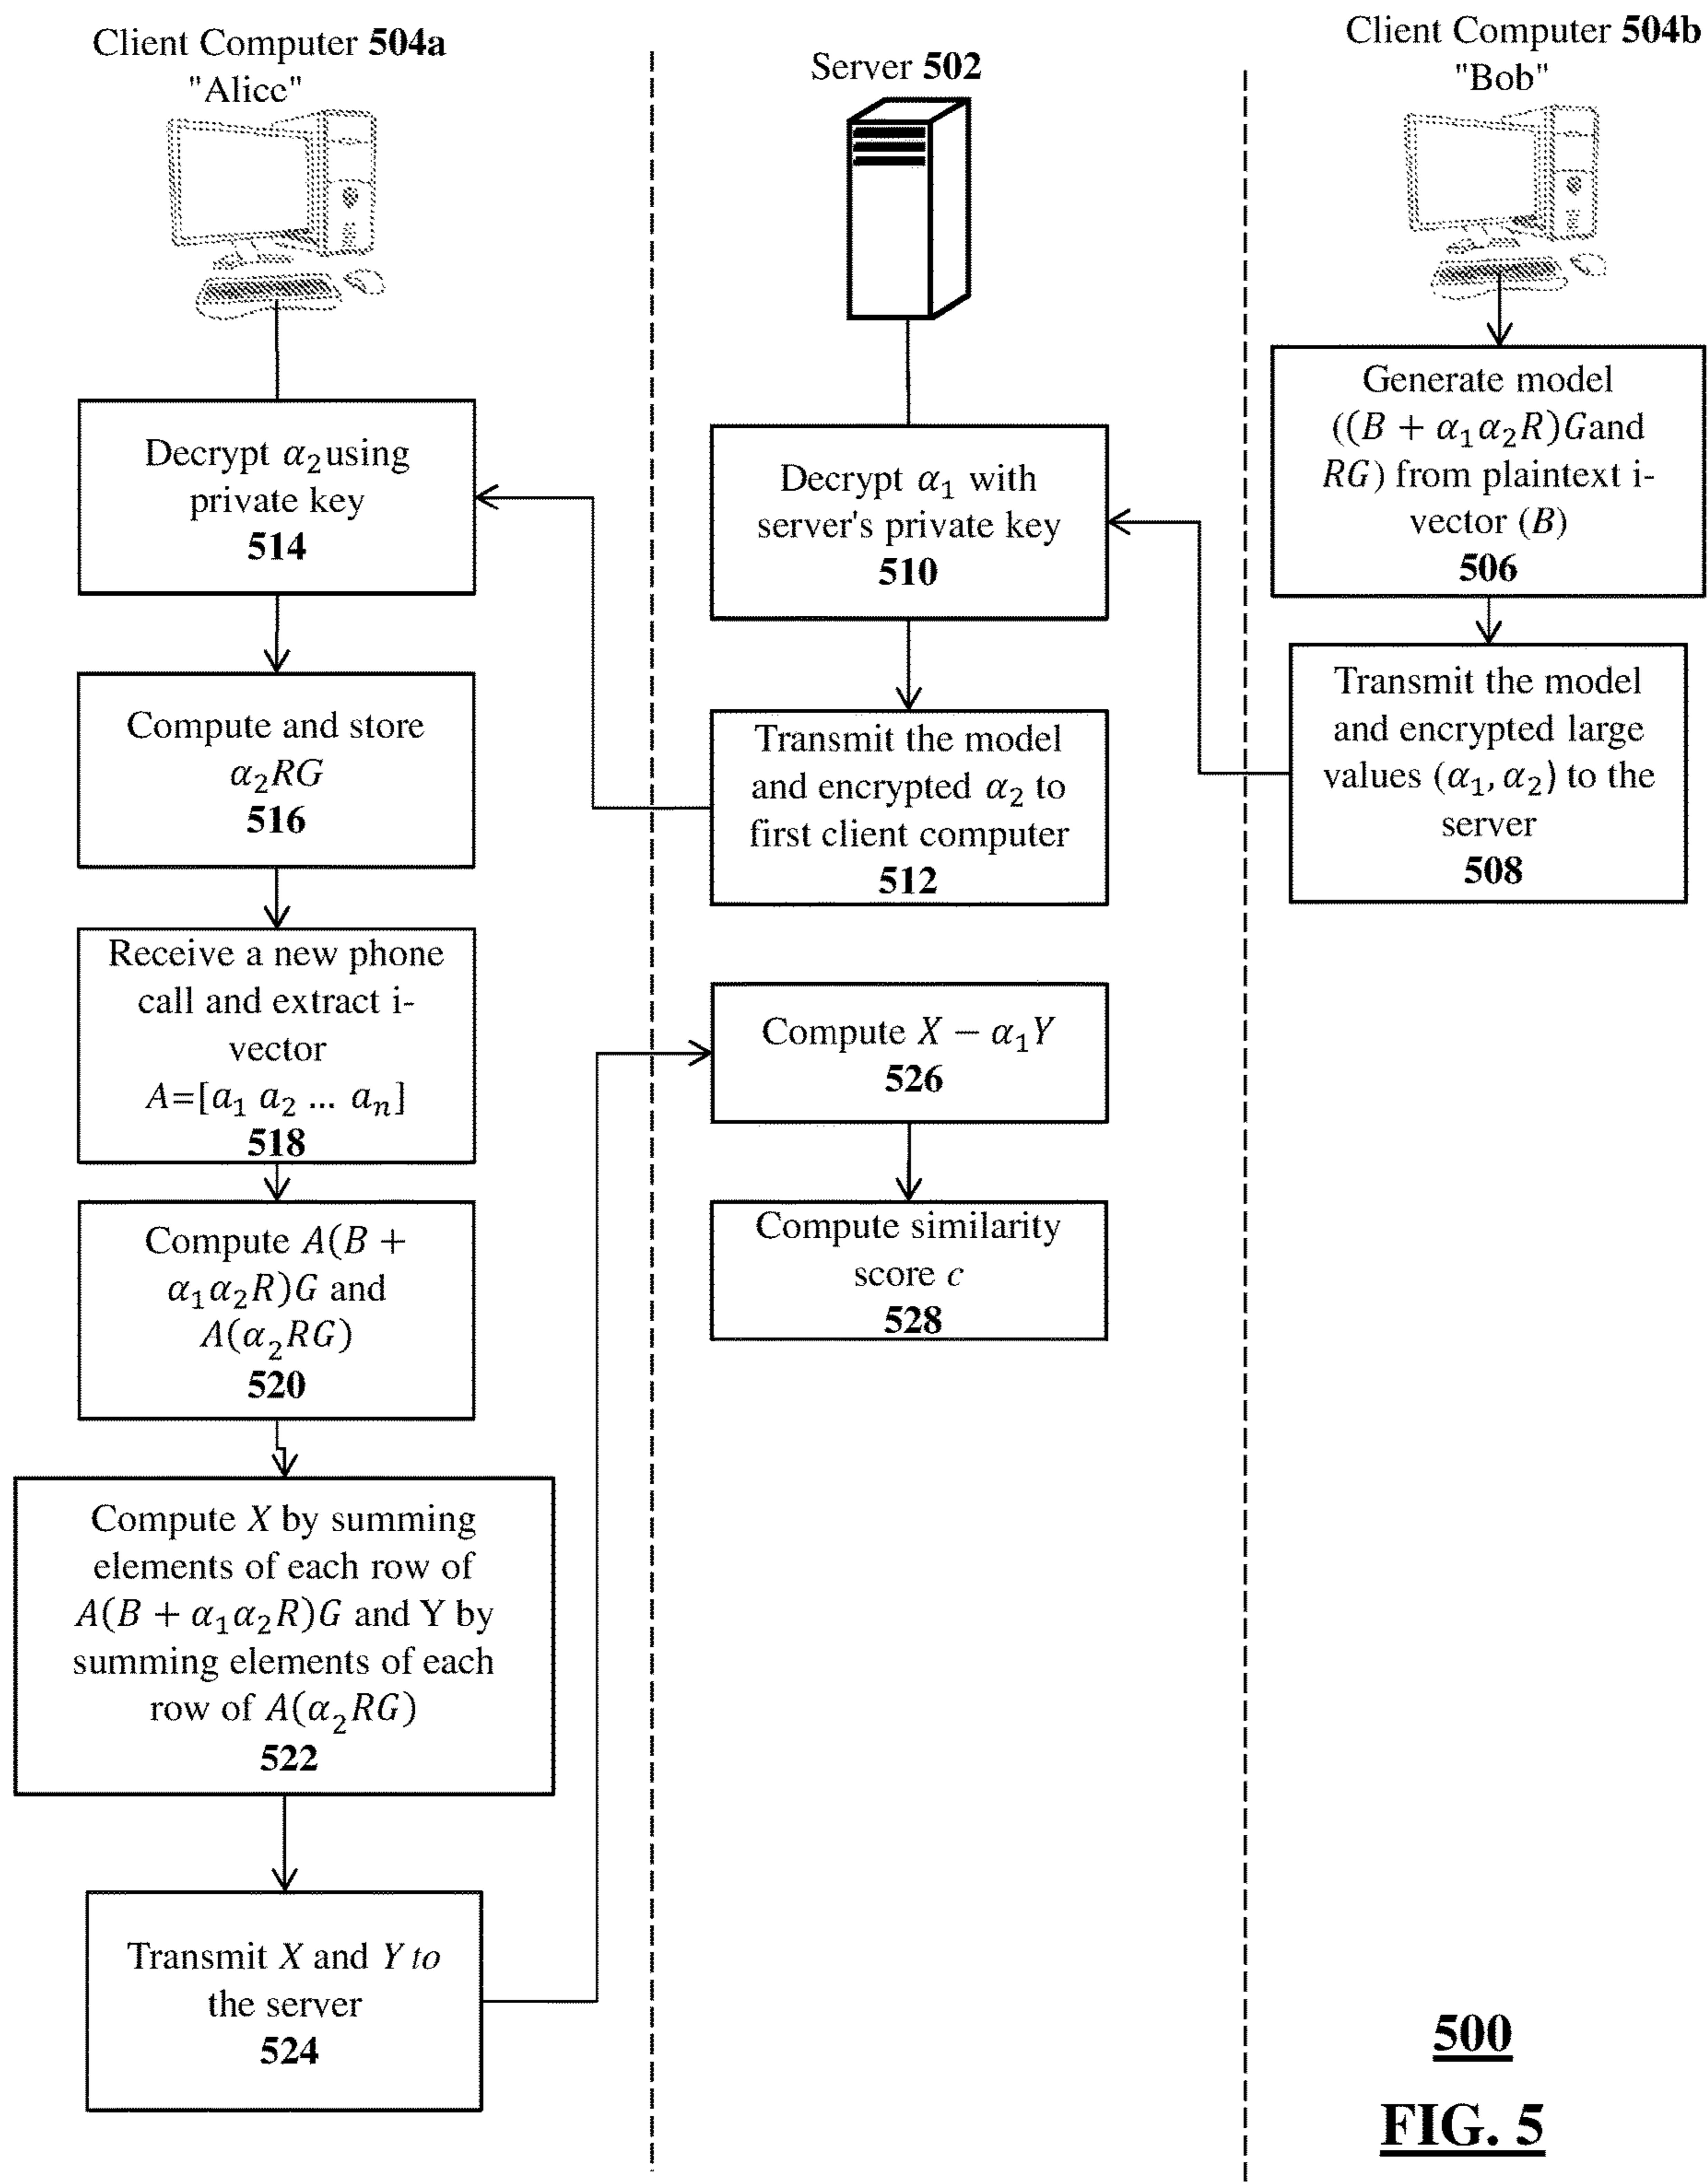 Client Computer 504a
"Alice"
Server 502
Client Computer 504b
"Bob"
Generate model
((B + α₁α₂R)Gand
RG) from plaintext i-
vector (B)
506
Transmit the model
and encrypted large
values (α₁, α₂) to the
server
508
Decrypt α₁ with
server's private key
510
Transmit the model
and encrypted α₂ to
first client computer
512
Decrypt α₂using
private key
514
Compute and store
α₂RG
516
Receive a new phone
call and extract i-
vector
A=[a₁ a₂ ... aₙ]
518
Compute A(B +
α₁α₂R)G and
A(α₂RG)
520
Compute X by summing
elements of each row of
A(B + α₁α₂R)G and Y by
summing elements of each
row of A(α₂RG)
522
Transmit X and Y to
the server
524
Compute X − α₁Y
526
Compute similarity
score c
528
500
FIG. 5